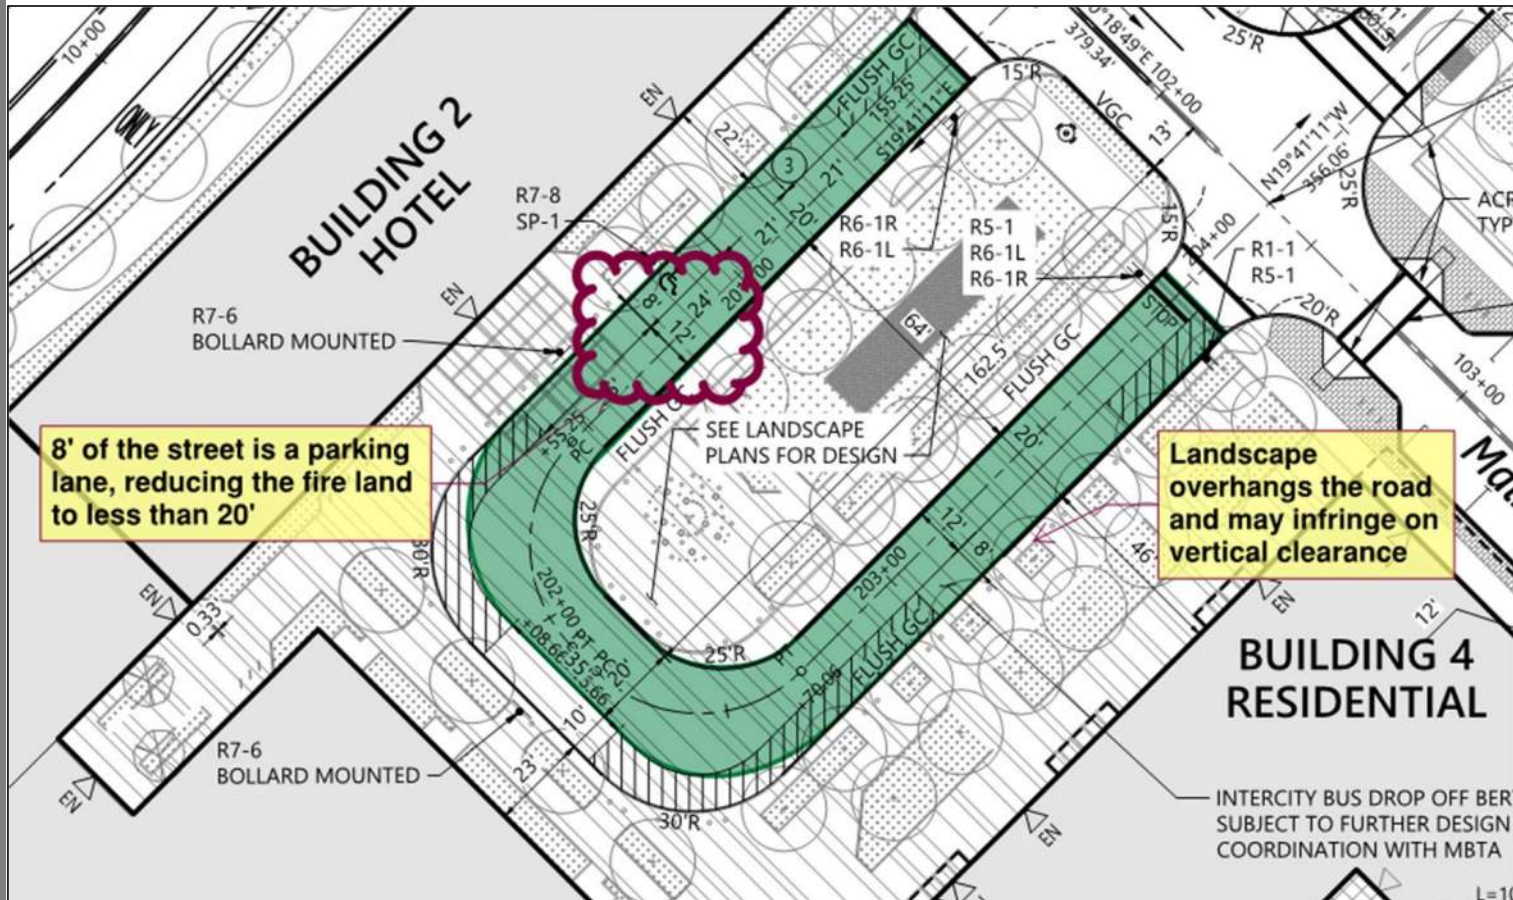 10+00
ONLY
BUILDING 2
HOTEL
EN
22'
FLUSH GC
155.25'
S19°41'11"E
3
21'
20'
21'
15'R
VGC
13'
0°18'49"E
379.34'
102+00
25'R
N19°41'11"W
356.06'
25'R
15'R
104+00
R7-8
SP-1
R6-1R
R6-1L
R5-1
R6-1L
R6-1R
R1-1
R5-1
20'R
STOP
EN
R7-6
BOLLARD MOUNTED
8'
24'
12'
64'
162.5
FLUSH GC
103+00
8' of the street is a parking
lane, reducing the fire land
to less than 20'
SEE LANDSCAPE
PLANS FOR DESIGN
20'
Landscape
overhangs the road
and may infringe on
vertical clearance
25'R
30'R
12'
8'
46'
203+00
202+00
PT
EN
0.33'
25'R
FLUSH GC
EN
12'
BUILDING 4
RESIDENTIAL
10'
23'
R7-6
BOLLARD MOUNTED
30'R
EN
EN
INTERCITY BUS DROP OFF
SUBJECT TO FURTHER DESIGN
COORDINATION WITH MBTA